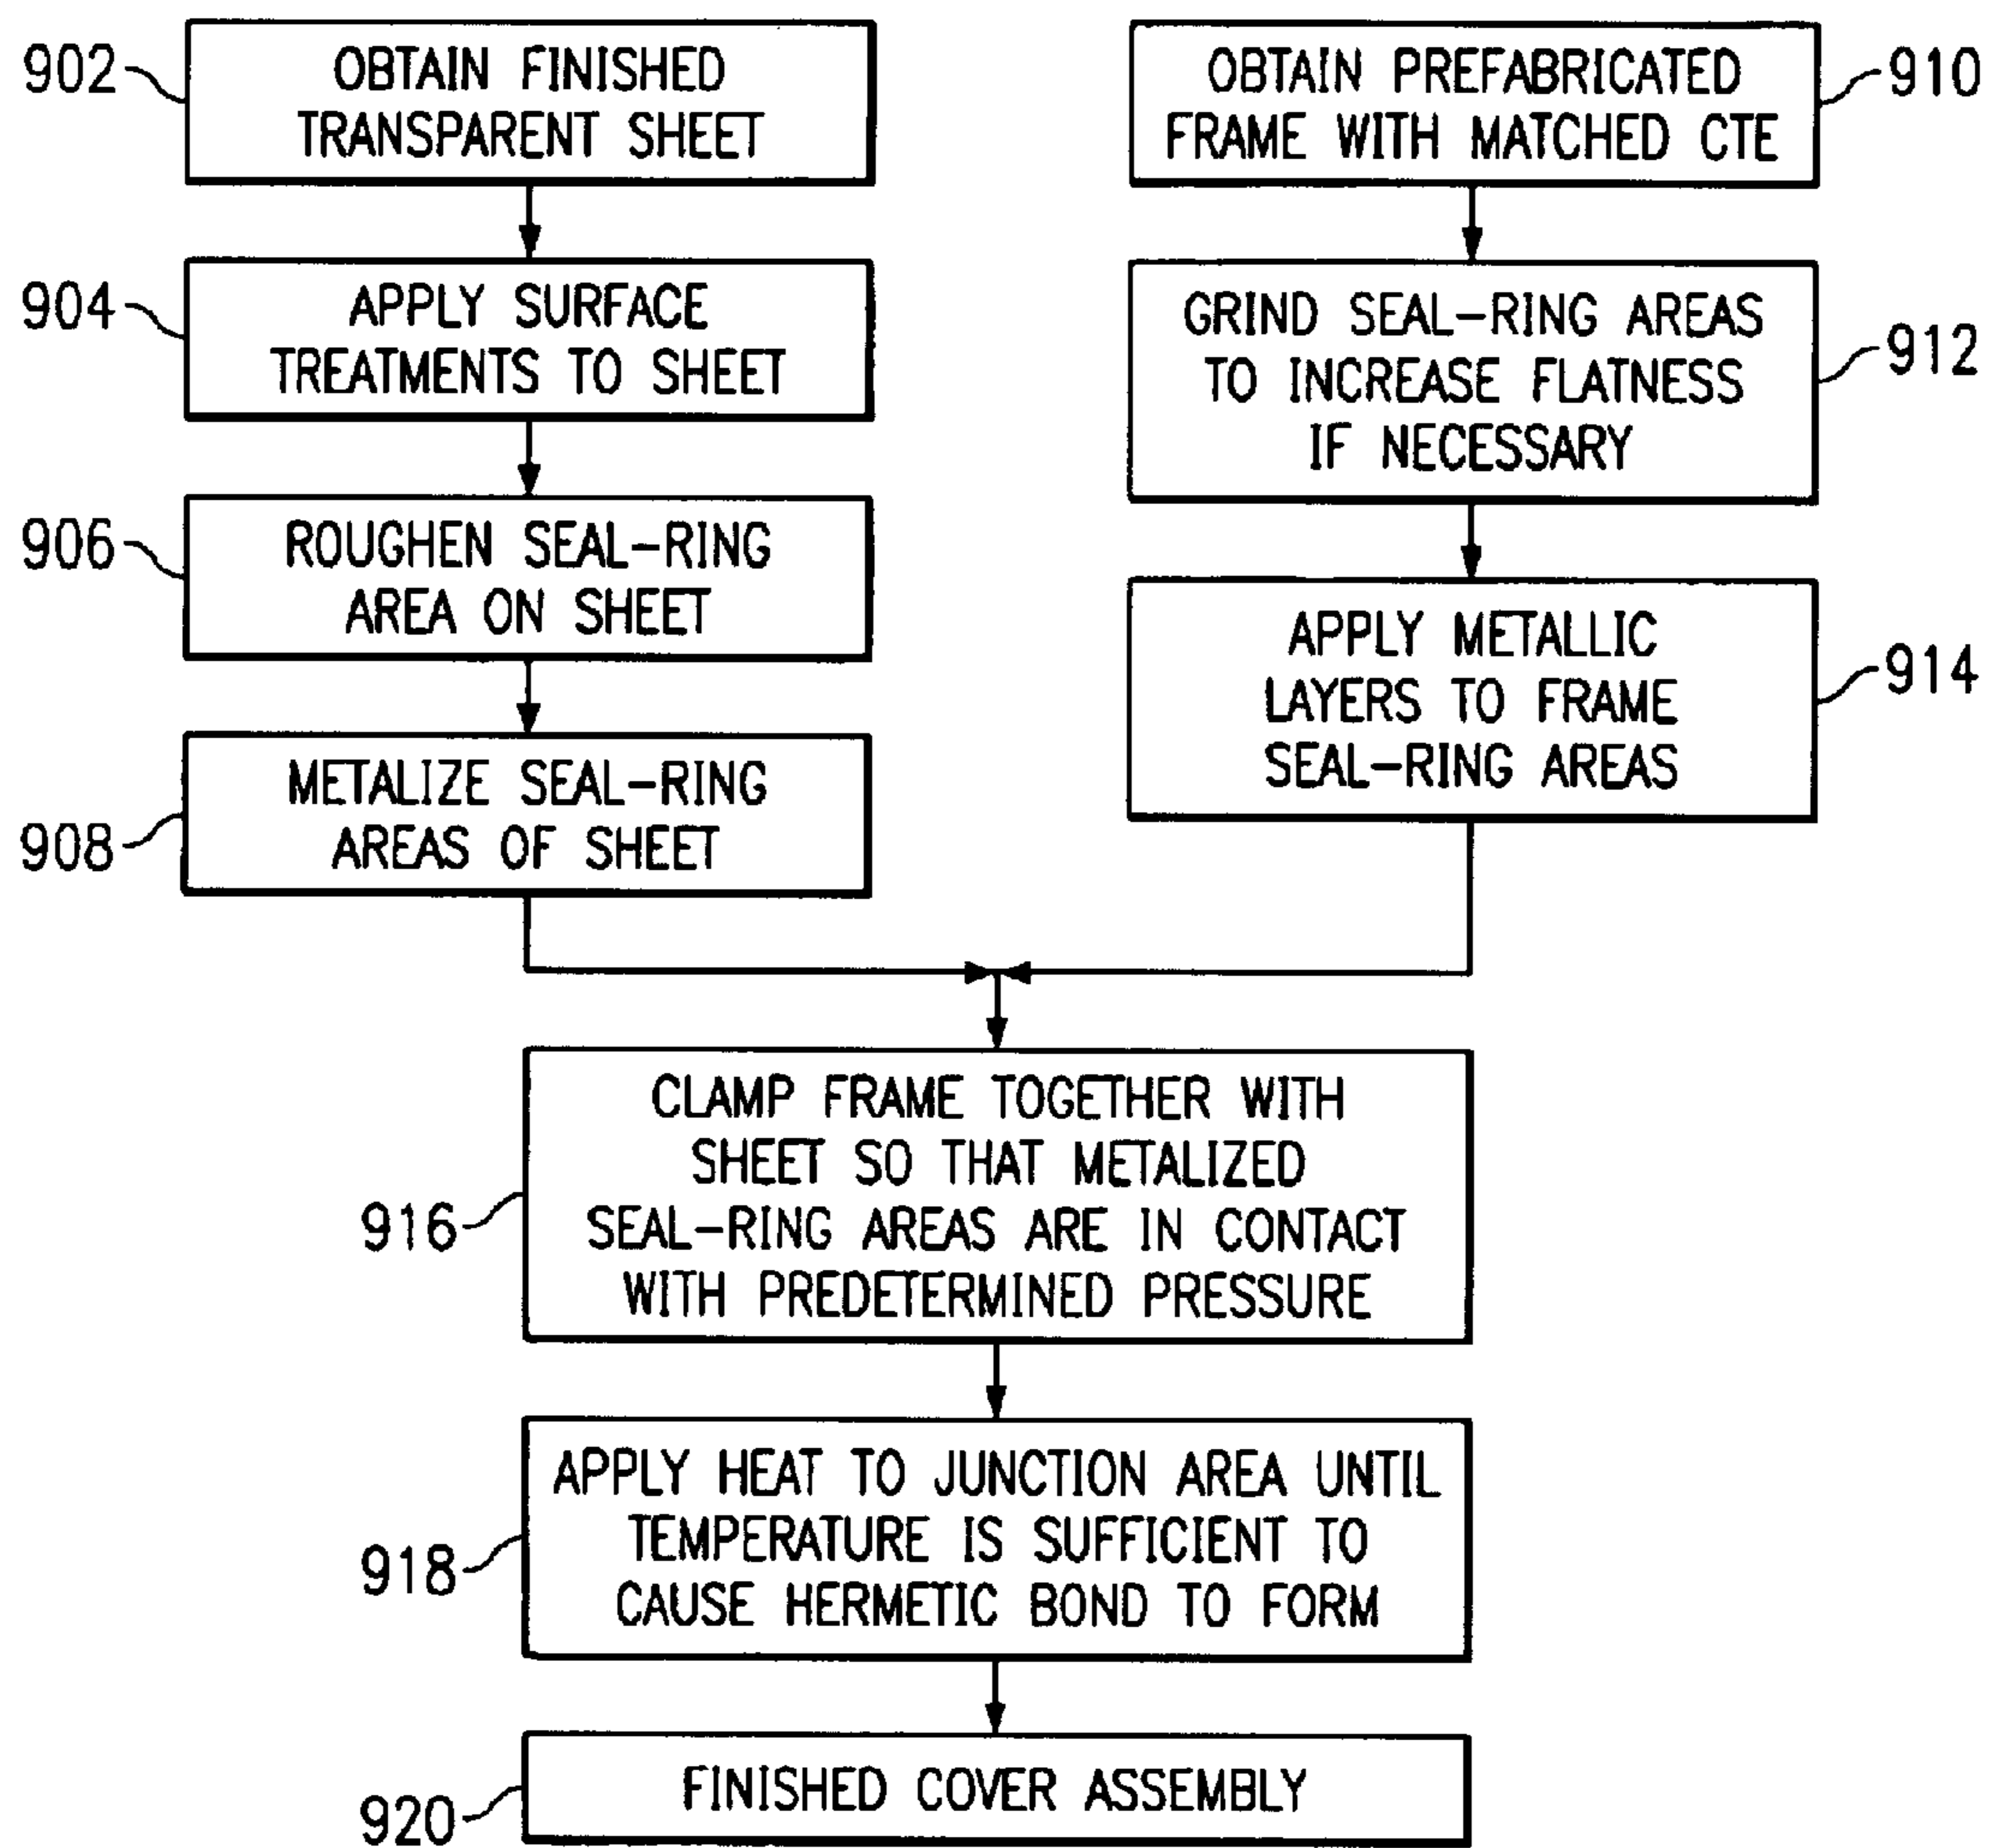 902
OBTAIN FINISHED
TRANSPARENT SHEET
904
APPLY SURFACE
TREATMENTS TO SHEET
906
ROUGHEN SEAL-RING
AREA ON SHEET
908
METALIZE SEAL-RING
AREAS OF SHEET
OBTAIN PREFABRICATED
FRAME WITH MATCHED CTE
910
GRIND SEAL-RING AREAS
TO INCREASE FLATNESS
IF NECESSARY
912
APPLY METALLIC
LAYERS TO FRAME
SEAL-RING AREAS
914
CLAMP FRAME TOGETHER WITH
SHEET SO THAT METALIZED
SEAL-RING AREAS ARE IN CONTACT
WITH PREDETERMINED PRESSURE
916
APPLY HEAT TO JUNCTION AREA UNTIL
TEMPERATURE IS SUFFICIENT TO
CAUSE HERMETIC BOND TO FORM
918
FINISHED COVER ASSEMBLY
920